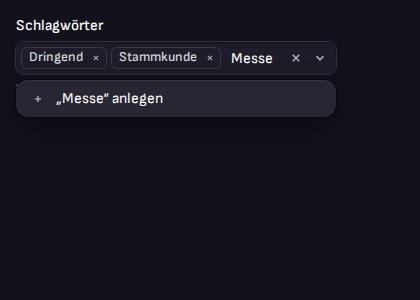 Schlagwörter
Dringend × Stammkunde × Messe ×
+ „Messe“ anlegen